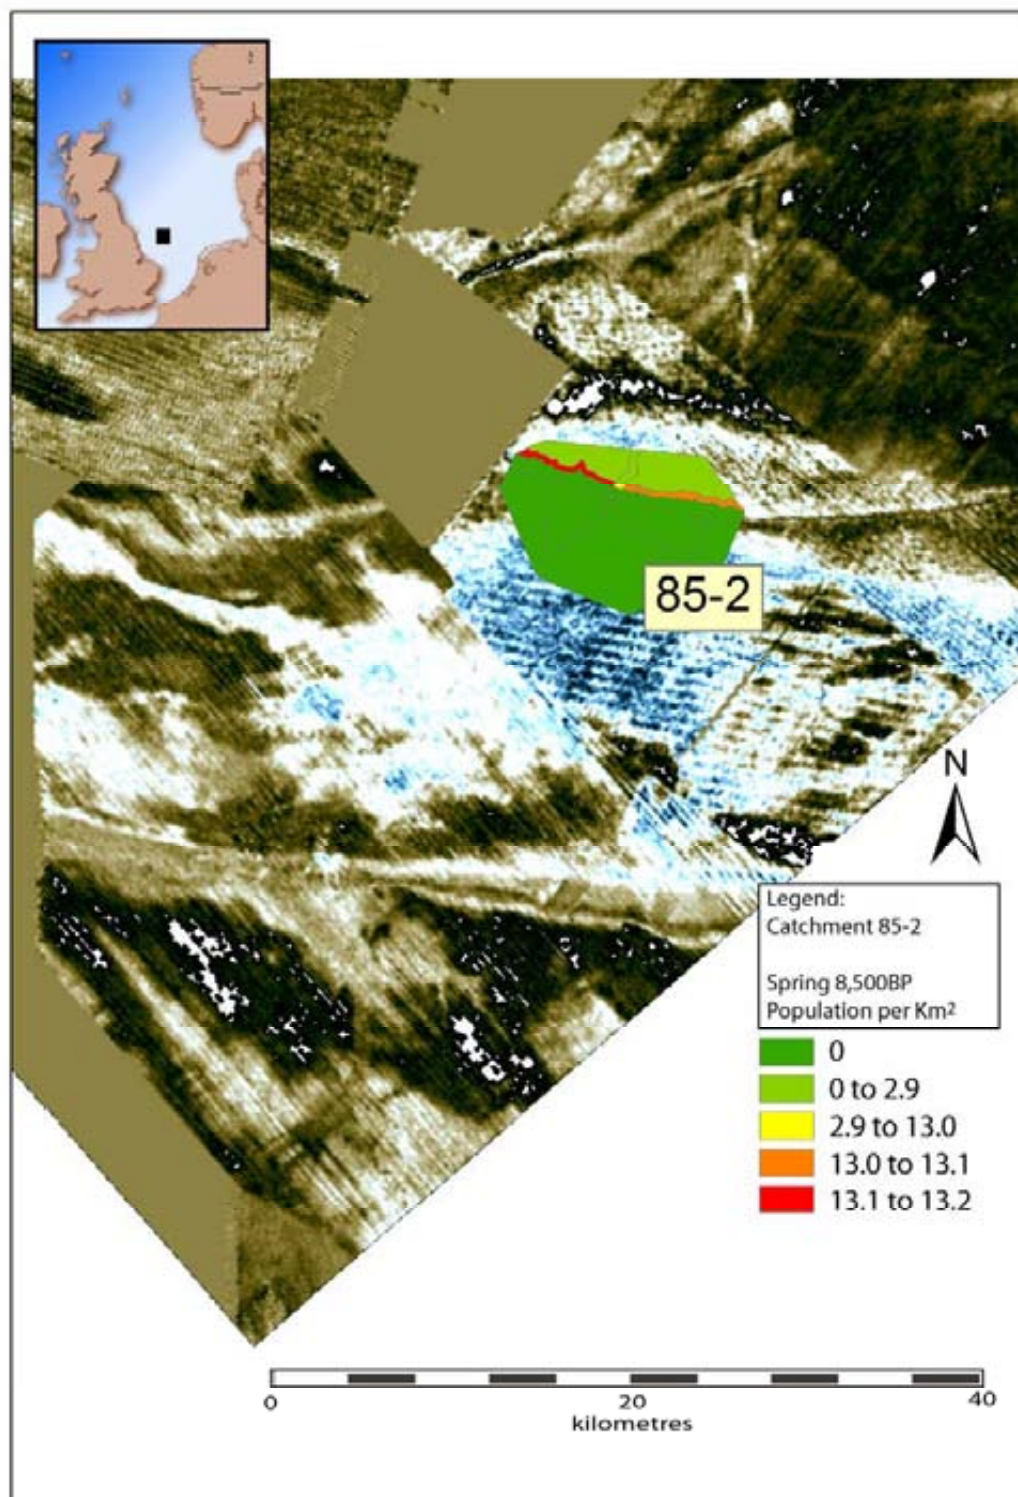 85-2
N
Legend:
Catchment 85-2
Spring 8,500BP
Population per Km2
0
0 to 2.9
2.9 to 13.0
13.0 to 13.1
13.1 to 13.2
0 20 40
kilometres